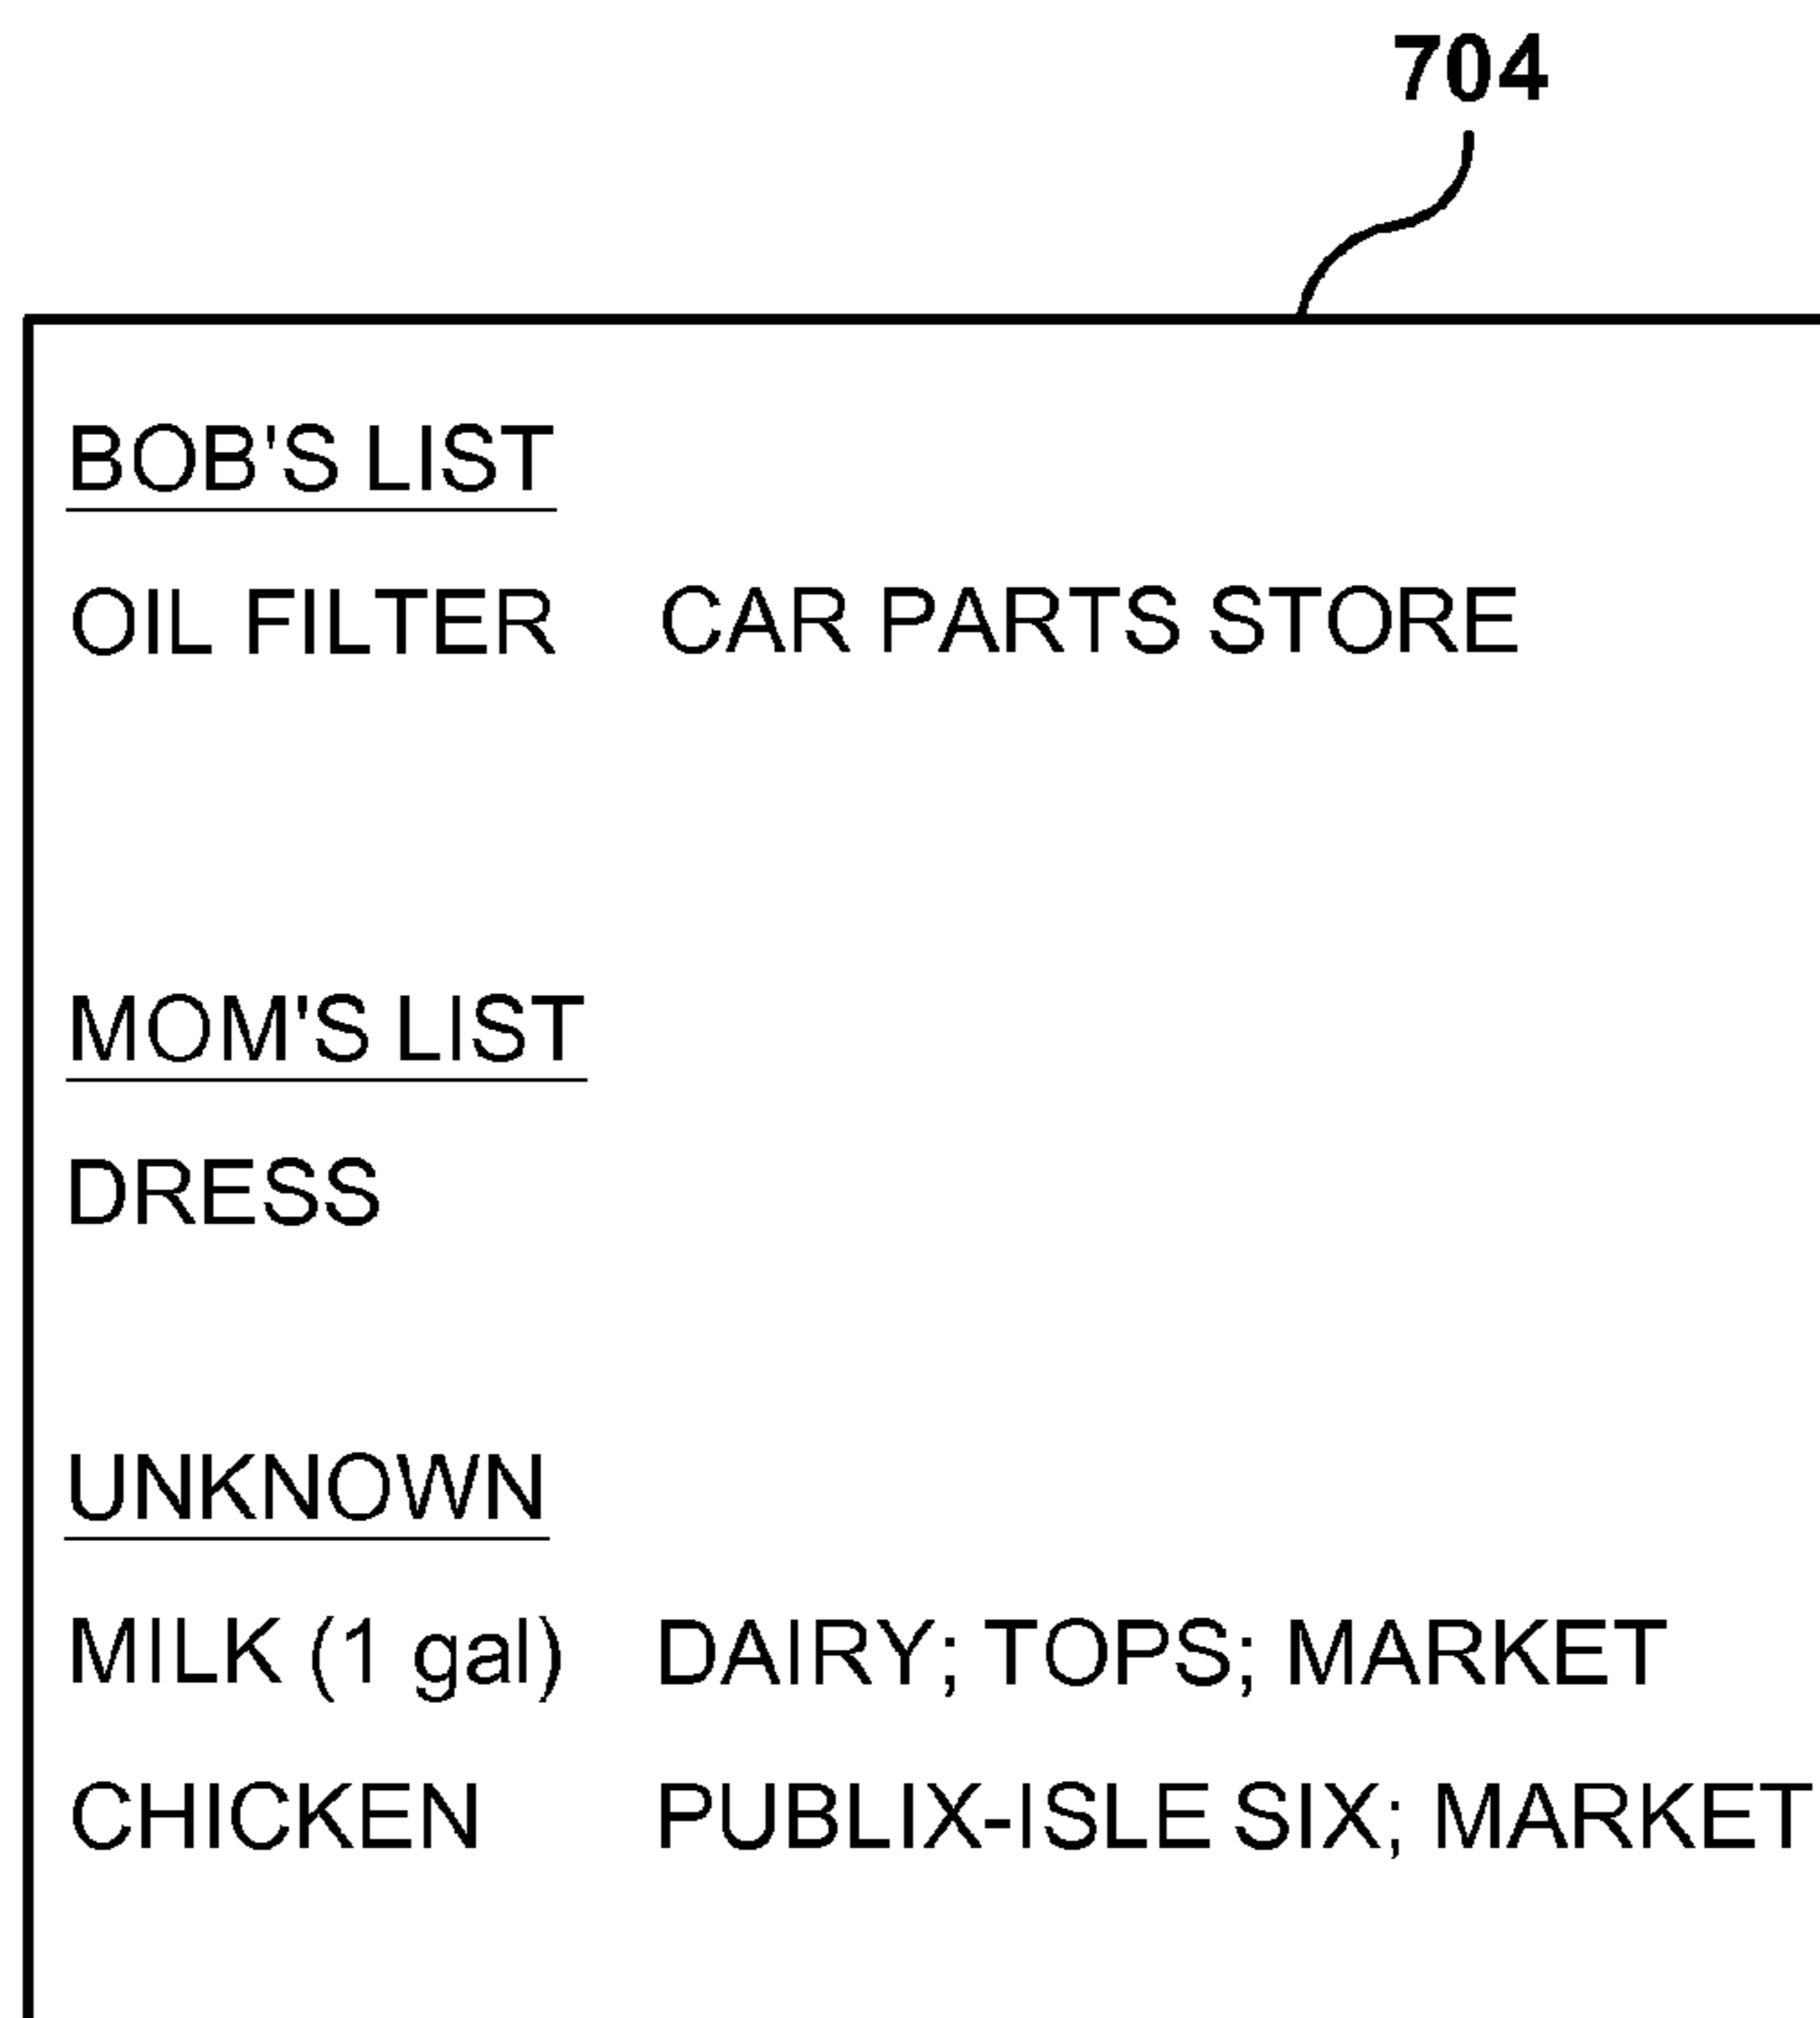 704
BOB'S LIST
OIL FILTER CAR PARTS STORE
MOM'S LIST
DRESS
UNKNOWN
MILK (1 gal) DAIRY; TOPS; MARKET
CHICKEN PUBLIX-ISLE SIX; MARKET